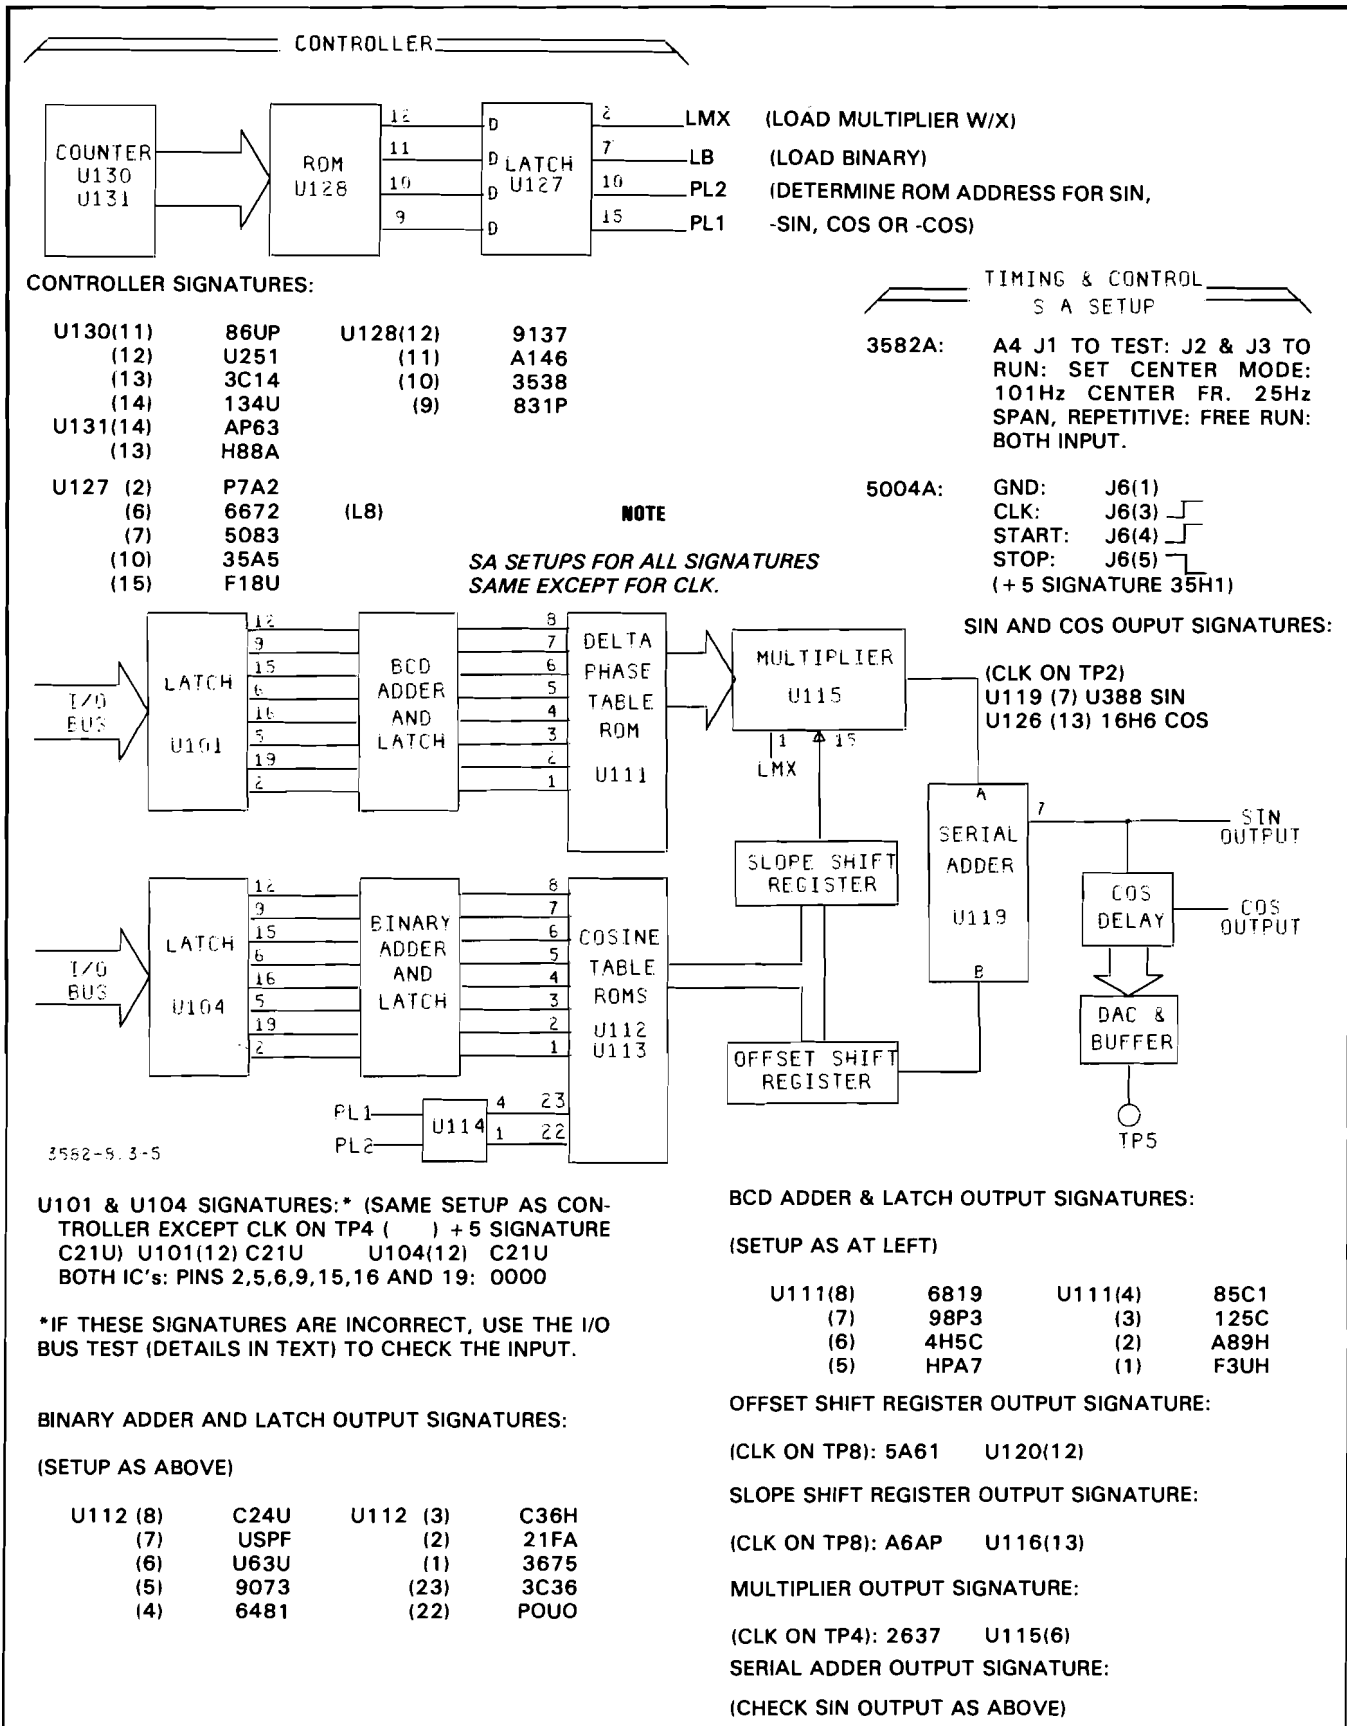 CONTROLLER
COUNTER
U130
U131
ROM
U128
12
11
10
9
D
D
D
D
LATCH
U127
2
7
10
15
LMX (LOAD MULTIPLIER W/X)
LB (LOAD BINARY)
PL2 (DETERMINE ROM ADDRESS FOR SIN,
PL1 -SIN, COS OR -COS)
CONTROLLER SIGNATURES:
U130(11) 86UP U128(12) 9137
(12) U251 (11) A146
(13) 3C14 (10) 3538
(14) 134U (9) 831P
U131(14) AP63
(13) H88A
U127 (2) P7A2
(6) 6672 (L8)
(7) 5083
(10) 35A5
(15) F18U
NOTE
SA SETUPS FOR ALL SIGNATURES
SAME EXCEPT FOR CLK.
TIMING & CONTROL
S A SETUP
3582A: A4 J1 TO TEST: J2 & J3 TO
RUN: SET CENTER MODE:
101Hz CENTER FR. 25Hz
SPAN, REPETITIVE: FREE RUN:
BOTH INPUT.
5004A: GND: J6(1)
CLK: J6(3)
START: J6(4)
STOP: J6(5)
(+5 SIGNATURE 35H1)
SIN AND COS OUPUT SIGNATURES:
(CLK ON TP2)
U119 (7) U388 SIN
U126 (13) 16H6 COS
I/O
BUS
LATCH
U101
12
9
15
6
16
5
19
2
BCD
ADDER
AND
LATCH
8
7
6
5
4
3
2
1
DELTA
PHASE
TABLE
ROM
U111
MULTIPLIER
U115
1 15
LMX
SLOPE SHIFT
REGISTER
A
SERIAL
ADDER
U119
B
7
SIN
OUTPUT
COS
DELAY
COS
OUTPUT
DAC &
BUFFER
TP5
I/O
BUS
LATCH
U104
12
9
15
6
16
5
19
2
BINARY
ADDER
AND
LATCH
8
7
6
5
4
3
2
1
COSINE
TABLE
ROMS
U112
U113
OFFSET SHIFT
REGISTER
PL1
PL2
U114
4 23
1 22
3582-9.3-5
U101 & U104 SIGNATURES:* (SAME SETUP AS CON-
TROLLER EXCEPT CLK ON TP4 ( ) +5 SIGNATURE
C21U) U101(12) C21U U104(12) C21U
BOTH IC's: PINS 2,5,6,9,15,16 AND 19: 0000
*IF THESE SIGNATURES ARE INCORRECT, USE THE I/O
BUS TEST (DETAILS IN TEXT) TO CHECK THE INPUT.
BINARY ADDER AND LATCH OUTPUT SIGNATURES:
(SETUP AS ABOVE)
U112 (8) C24U U112 (3) C36H
(7) USPF (2) 21FA
(6) U63U (1) 3675
(5) 9073 (23) 3C36
(4) 6481 (22) POUO
BCD ADDER & LATCH OUTPUT SIGNATURES:
(SETUP AS AT LEFT)
U111(8) 6819 U111(4) 85C1
(7) 98P3 (3) 125C
(6) 4H5C (2) A89H
(5) HPA7 (1) F3UH
OFFSET SHIFT REGISTER OUTPUT SIGNATURE:
(CLK ON TP8): 5A61 U120(12)
SLOPE SHIFT REGISTER OUTPUT SIGNATURE:
(CLK ON TP8): A6AP U116(13)
MULTIPLIER OUTPUT SIGNATURE:
(CLK ON TP4): 2637 U115(6)
SERIAL ADDER OUTPUT SIGNATURE:
(CHECK SIN OUTPUT AS ABOVE)